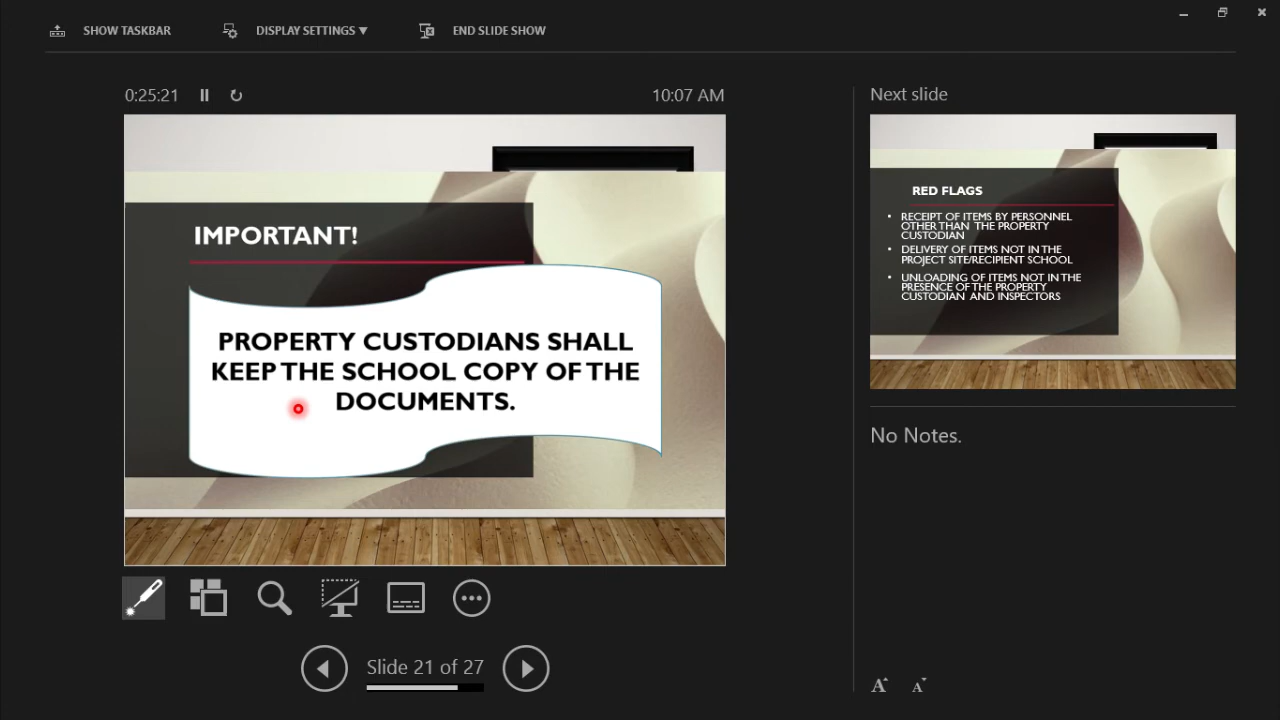 SHOW TASKBAR
DISPLAY SETTINGS ▼
END SLIDE SHOW
0:25:21
10:07 AM
IMPORTANT!
PROPERTY CUSTODIANS SHALL
KEEP THE SCHOOL COPY OF THE
DOCUMENTS.
Slide 21 of 27
Next slide
RED FLAGS
• RECEIPT OF ITEMS BY PERSONNEL
OTHER THAN THE PROPERTY
CUSTODIAN
• DELIVERY OF ITEMS NOT IN THE
PROJECT SITE/RECIPIENT SCHOOL
• UNLOADING OF ITEMS NOT IN THE
PRESENCE OF THE PROPERTY
CUSTODIAN AND INSPECTORS
No Notes.
A A